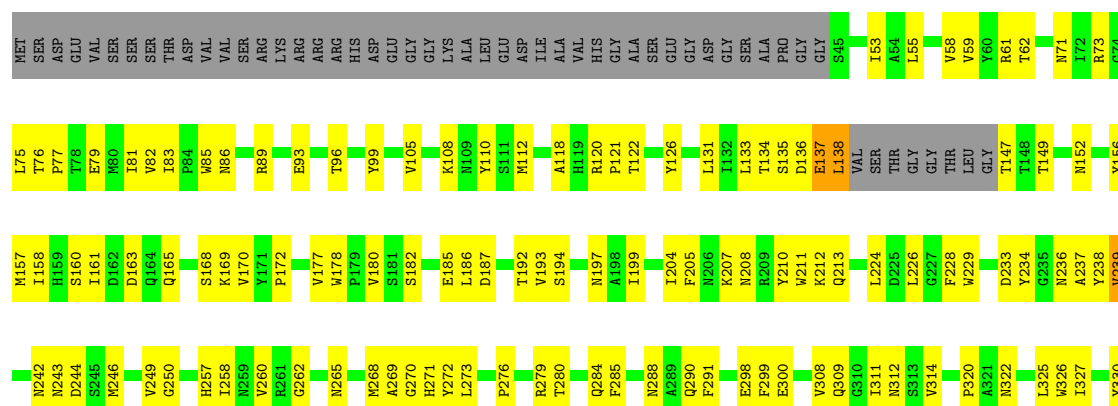 MET SER ASP GLU VAL SER SER SER THR ASP VAL VAL SER ARG LYS ARG ARG ARG HIS ASP GLU GLY GLY LYS ALA LEU GLU ASP ILE ALA VAL HIS GLY ALA SER GLU GLY ASP GLY SER ALA PRO GLY GLY S45 I53 A54 L55 V58 V59 Y60 R61 T62 N71 I72 R73 G74
L75 T76 P77 T78 E79 M80 I81 V82 I83 P84 W85 N86 R89 E93 T96 Y99 V105 K108 N109 Y110 S111 M112 A118 H119 R120 P121 T122 Y126 L131 I132 L133 T134 S135 D136 E137 L138 VAL SER THR GLY GLY THR LEU GLY T147 T148 T149 N152 Y156
M157 I158 H159 S160 I161 D162 D163 Q164 Q165 S168 K169 V170 Y171 P172 V177 W178 P179 V180 S181 S182 E185 L186 D187 T192 V193 S194 N197 A198 I199 I204 F205 N206 K207 N208 R209 Y210 W211 K212 Q213 L224 D225 L226 G227 F228 W229 D233 Y234 G235 N236 A237 Y238 V239
N242 N243 D244 S245 M246 V249 G250 H257 I258 N259 V260 R261 G262 N265 M268 A269 G270 H271 Y272 L273 P276 R279 T280 Q284 F285 N288 A289 Q290 F291 E298 F299 E300 V308 Q309 G310 I311 N312 S313 V314 P320 A321 N322 L325 W326 I327